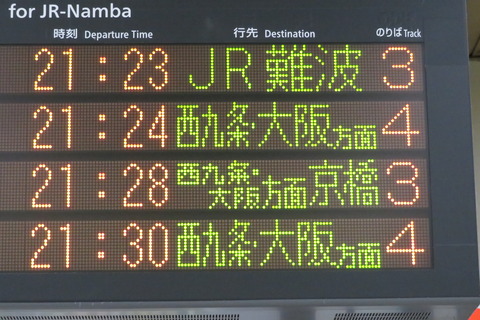 for JR-Namba
時刻 Departure Time 行先 Destination のりば Track
21:23 JR難波 3
21:24 西九条・大阪方面 4
21:28 西九条・大阪方面京橋 3
21:30 西九条・大阪方面 4